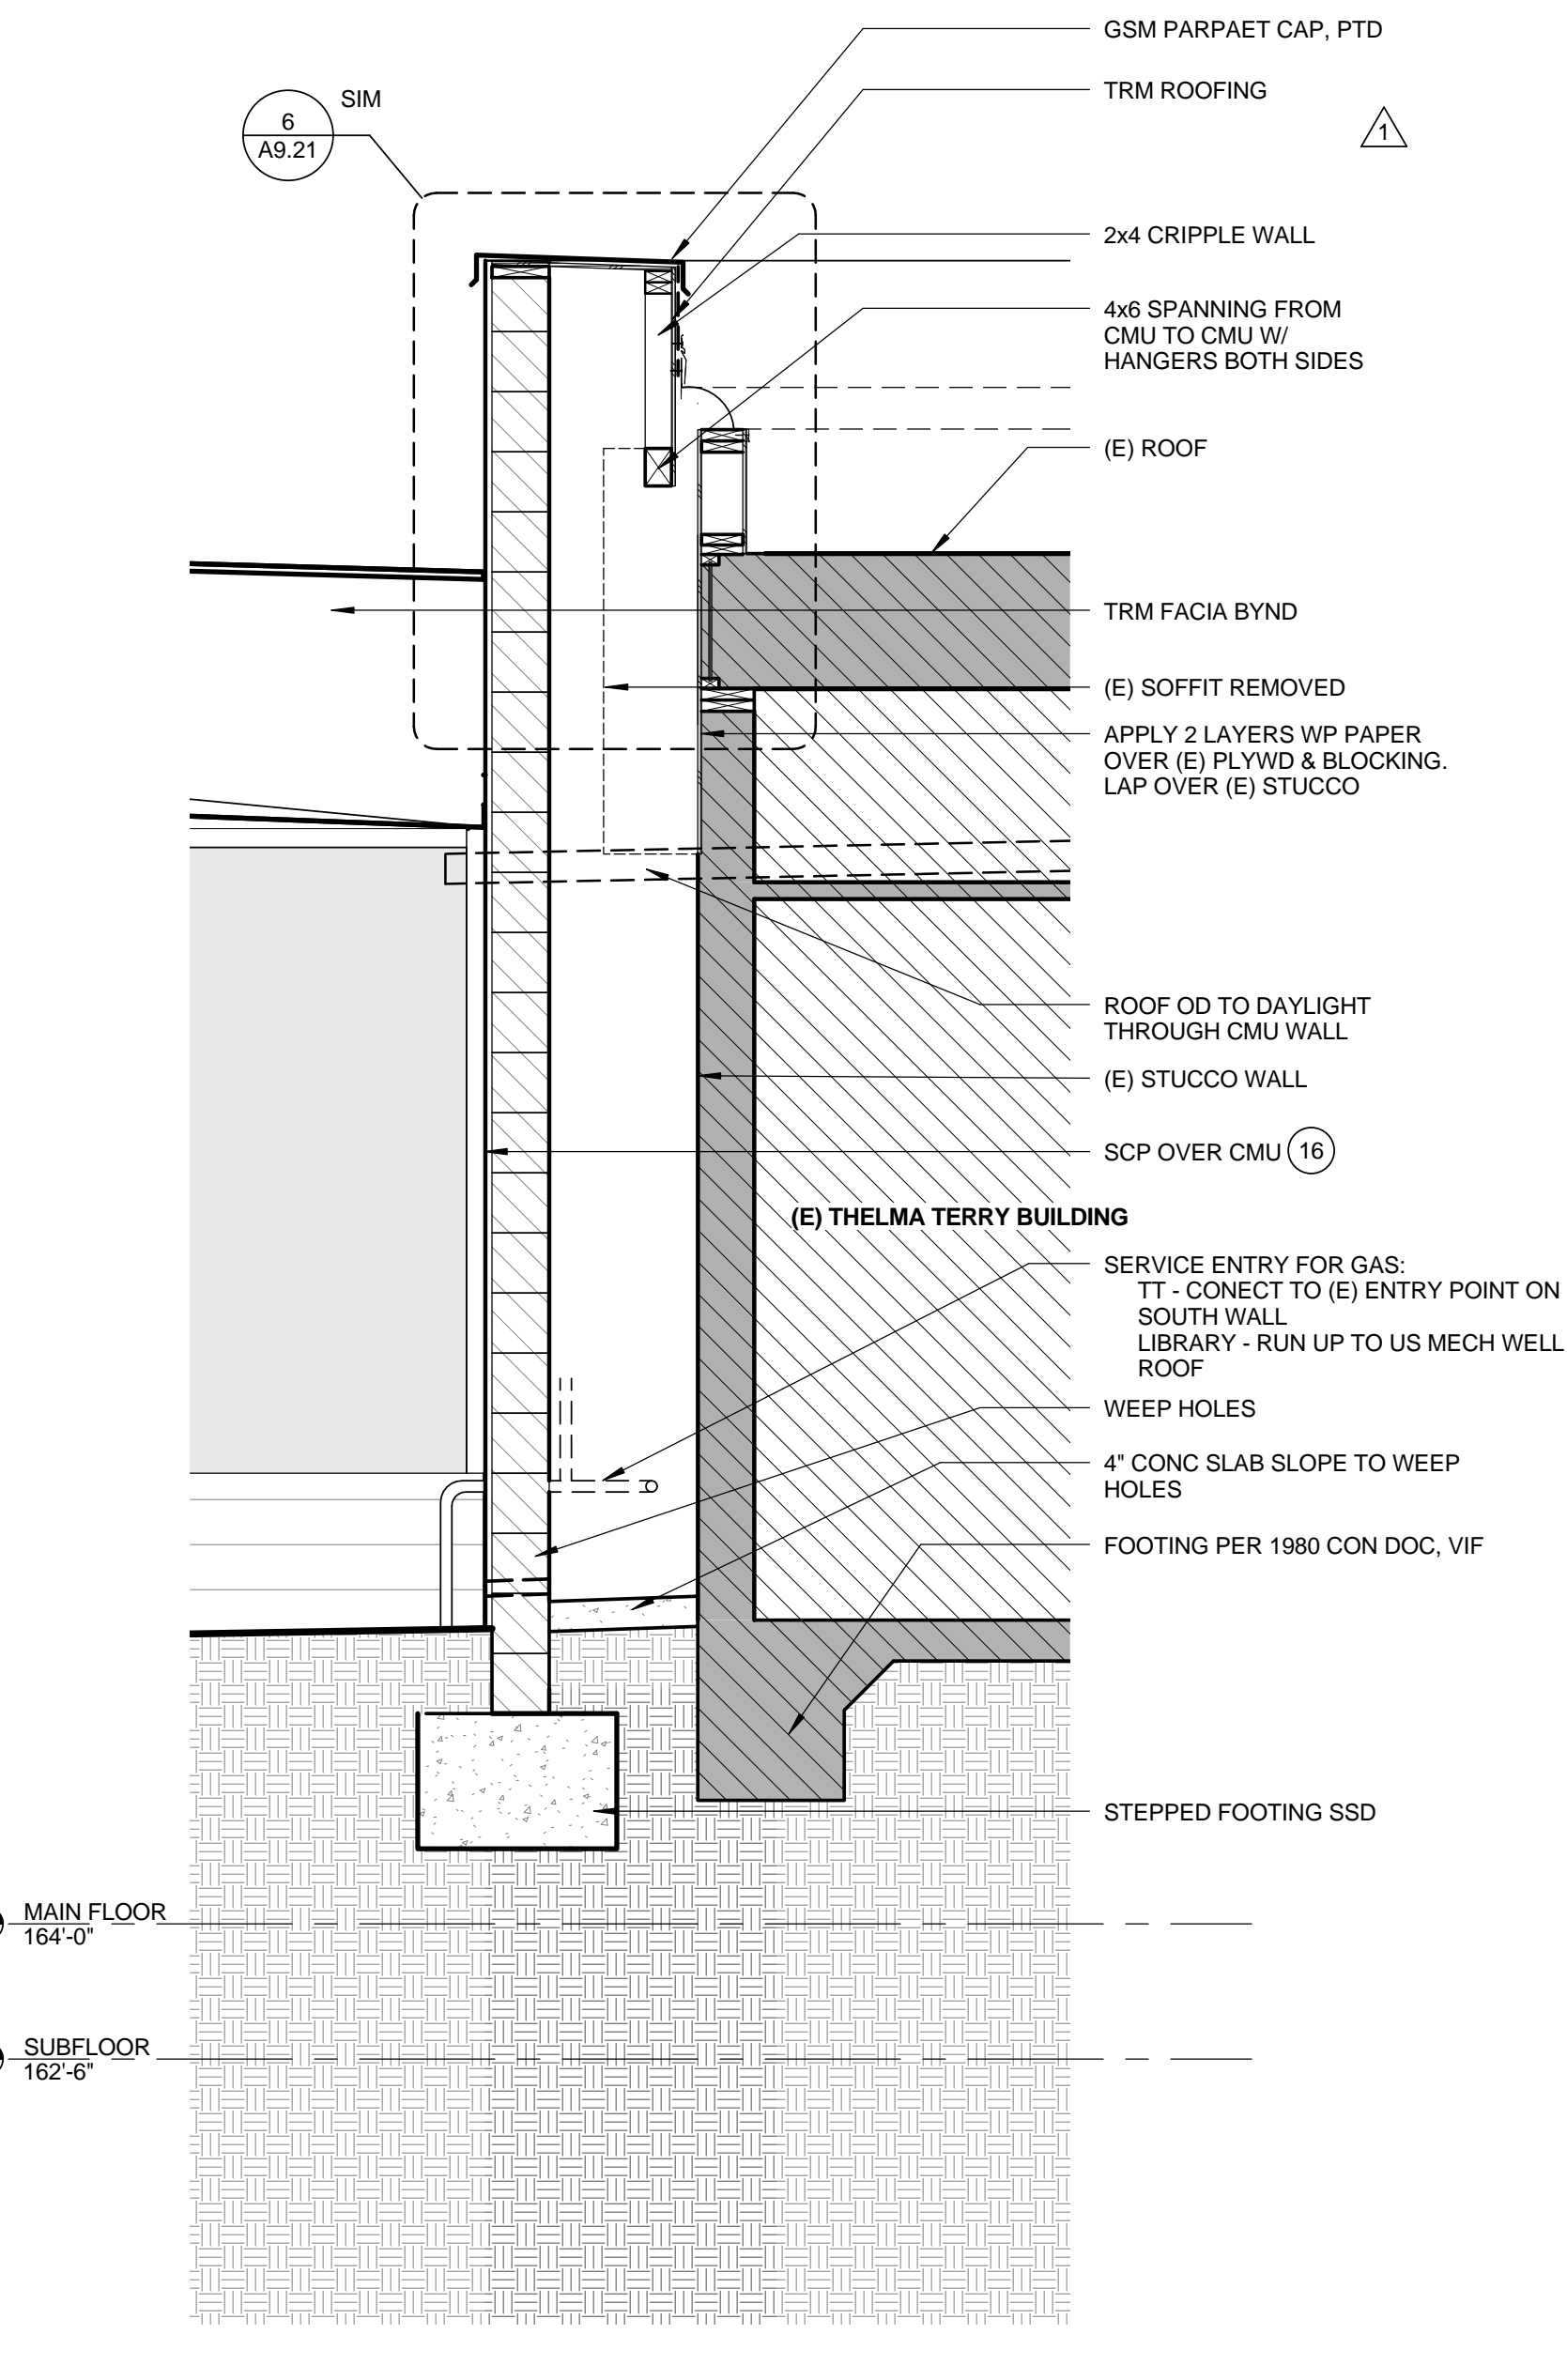 GSM PARPAET CAP, PTD
SIM
6
A9.21
TRM ROOFING
1
2x4 CRIPPLE WALL
4x6 SPANNING FROM
CMU TO CMU W/
HANGERS BOTH SIDES
(E) ROOF
TRM FACIA BYND
(E) SOFFIT REMOVED
APPLY 2 LAYERS WP PAPER
OVER (E) PLYWD & BLOCKING.
LAP OVER (E) STUCCO
ROOF OD TO DAYLIGHT
THROUGH CMU WALL
(E) STUCCO WALL
SCP OVER CMU 16
(E) THELMA TERRY BUILDING
SERVICE ENTRY FOR GAS:
TT - CONECT TO (E) ENTRY POINT ON
SOUTH WALL
LIBRARY - RUN UP TO US MECH WELL
ROOF
WEEP HOLES
4" CONC SLAB SLOPE TO WEEP
HOLES
FOOTING PER 1980 CON DOC, VIF
STEPPED FOOTING SSD
MAIN FLOOR
164'-0"
SUBFLOOR
162'-6"